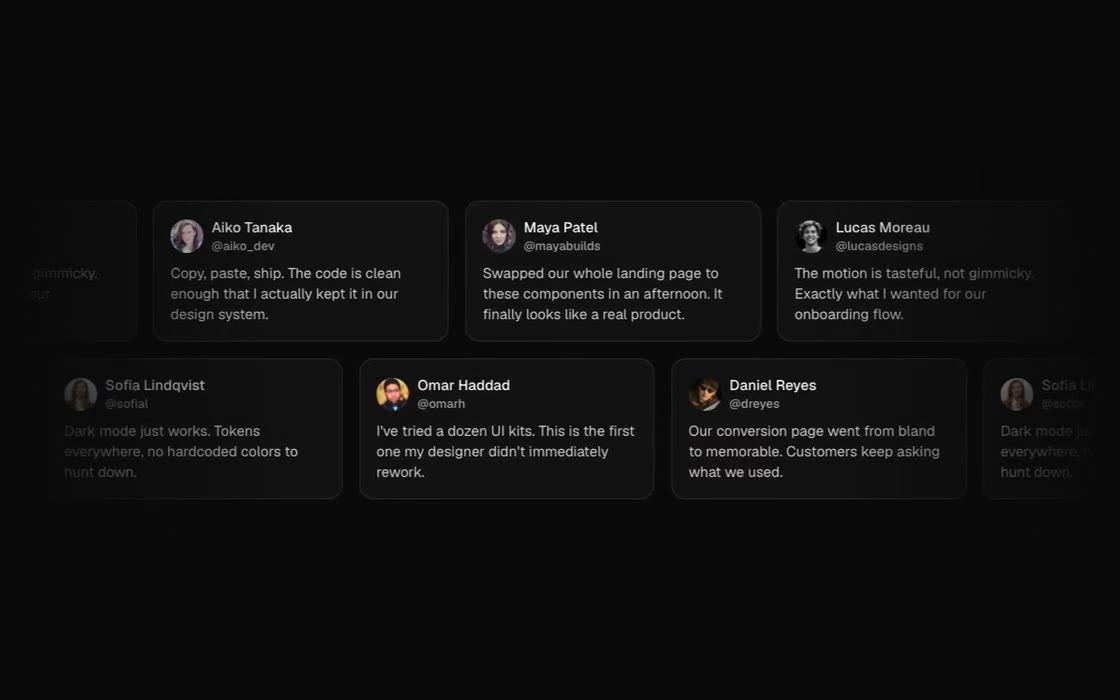 gimmicky.
our
Aiko Tanaka
@aiko_dev
Copy, paste, ship. The code is clean
enough that I actually kept it in our
design system.
Maya Patel
@mayabuilds
Swapped our whole landing page to
these components in an afternoon. It
finally looks like a real product.
Lucas Moreau
@lucasdesigns
The motion is tasteful, not gimmicky.
Exactly what I wanted for our
onboarding flow.
Sofia Lindqvist
@sofial
Dark mode just works. Tokens
everywhere, no hardcoded colors to
hunt down.
Omar Haddad
@omarh
I've tried a dozen UI kits. This is the first
one my designer didn't immediately
rework.
Daniel Reyes
@dreyes
Our conversion page went from bland
to memorable. Customers keep asking
what we used.
Sofia
@sofial
Dark mode
everywhere,
hunt down.